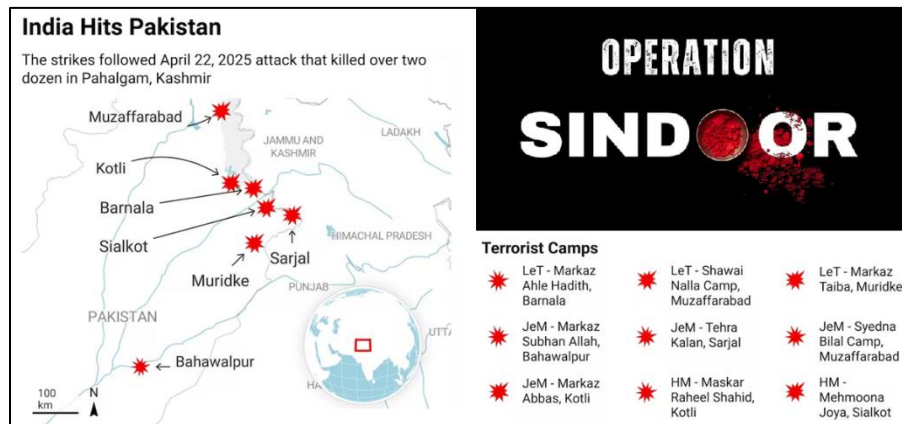 India Hits Pakistan
The strikes followed April 22, 2025 attack that killed over two
dozen in Pahalgam, Kashmir
Muzaffarabad
JAMMU AND
KASHMIR
LADAKH
Kotli
Barnala
Sialkot
Sarjal
HIMACHAL PRADESH
Muridke
PUNJAB
PAKISTAN
Bahawalpur
100
km
N
OPERATION
SINDOOR
Terrorist Camps
LeT - Markaz
Ahle Hadith,
Barnala
LeT - Shawai
Nalla Camp,
Muzaffarabad
LeT - Markaz
Taiba, Muridke
JeM - Markaz
Subhan Allah,
Bahawalpur
JeM - Tehra
Kalan, Sarjal
JeM - Syedna
Bilal Camp,
Muzaffarabad
JeM - Markaz
Abbas, Kotli
HM - Maskar
Raheel Shahid,
Kotli
HM -
Mehmoona
Joya, Sialkot